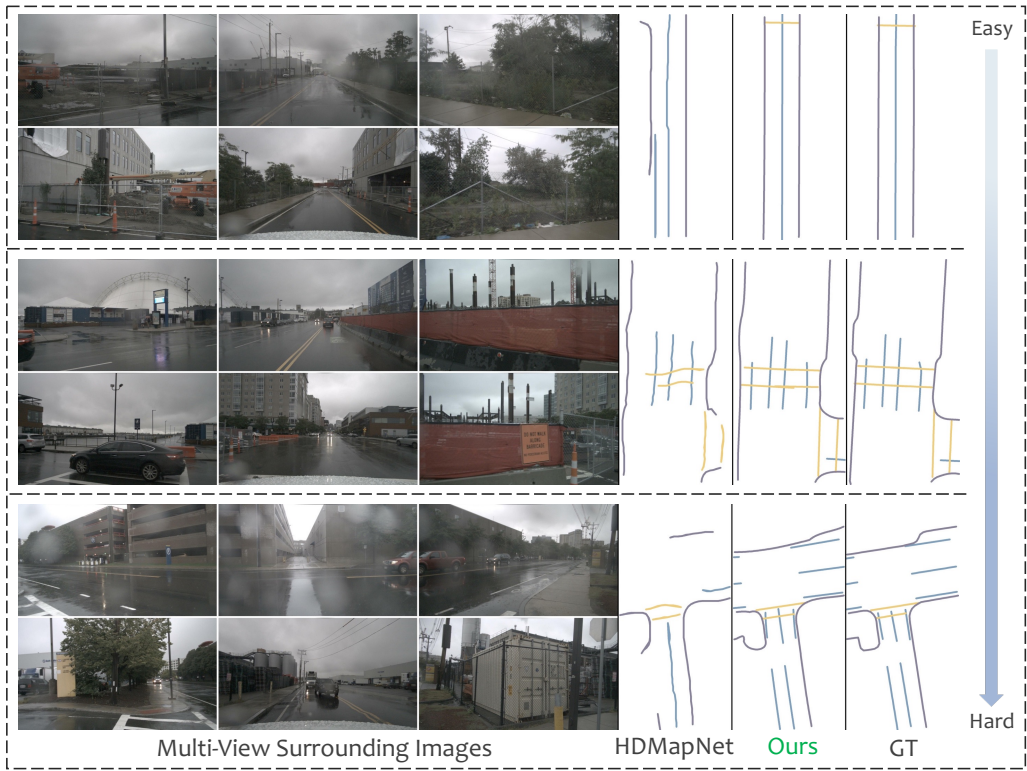 Easy
Hard
Multi-View Surrounding Images
HDMapNet
Ours
GT